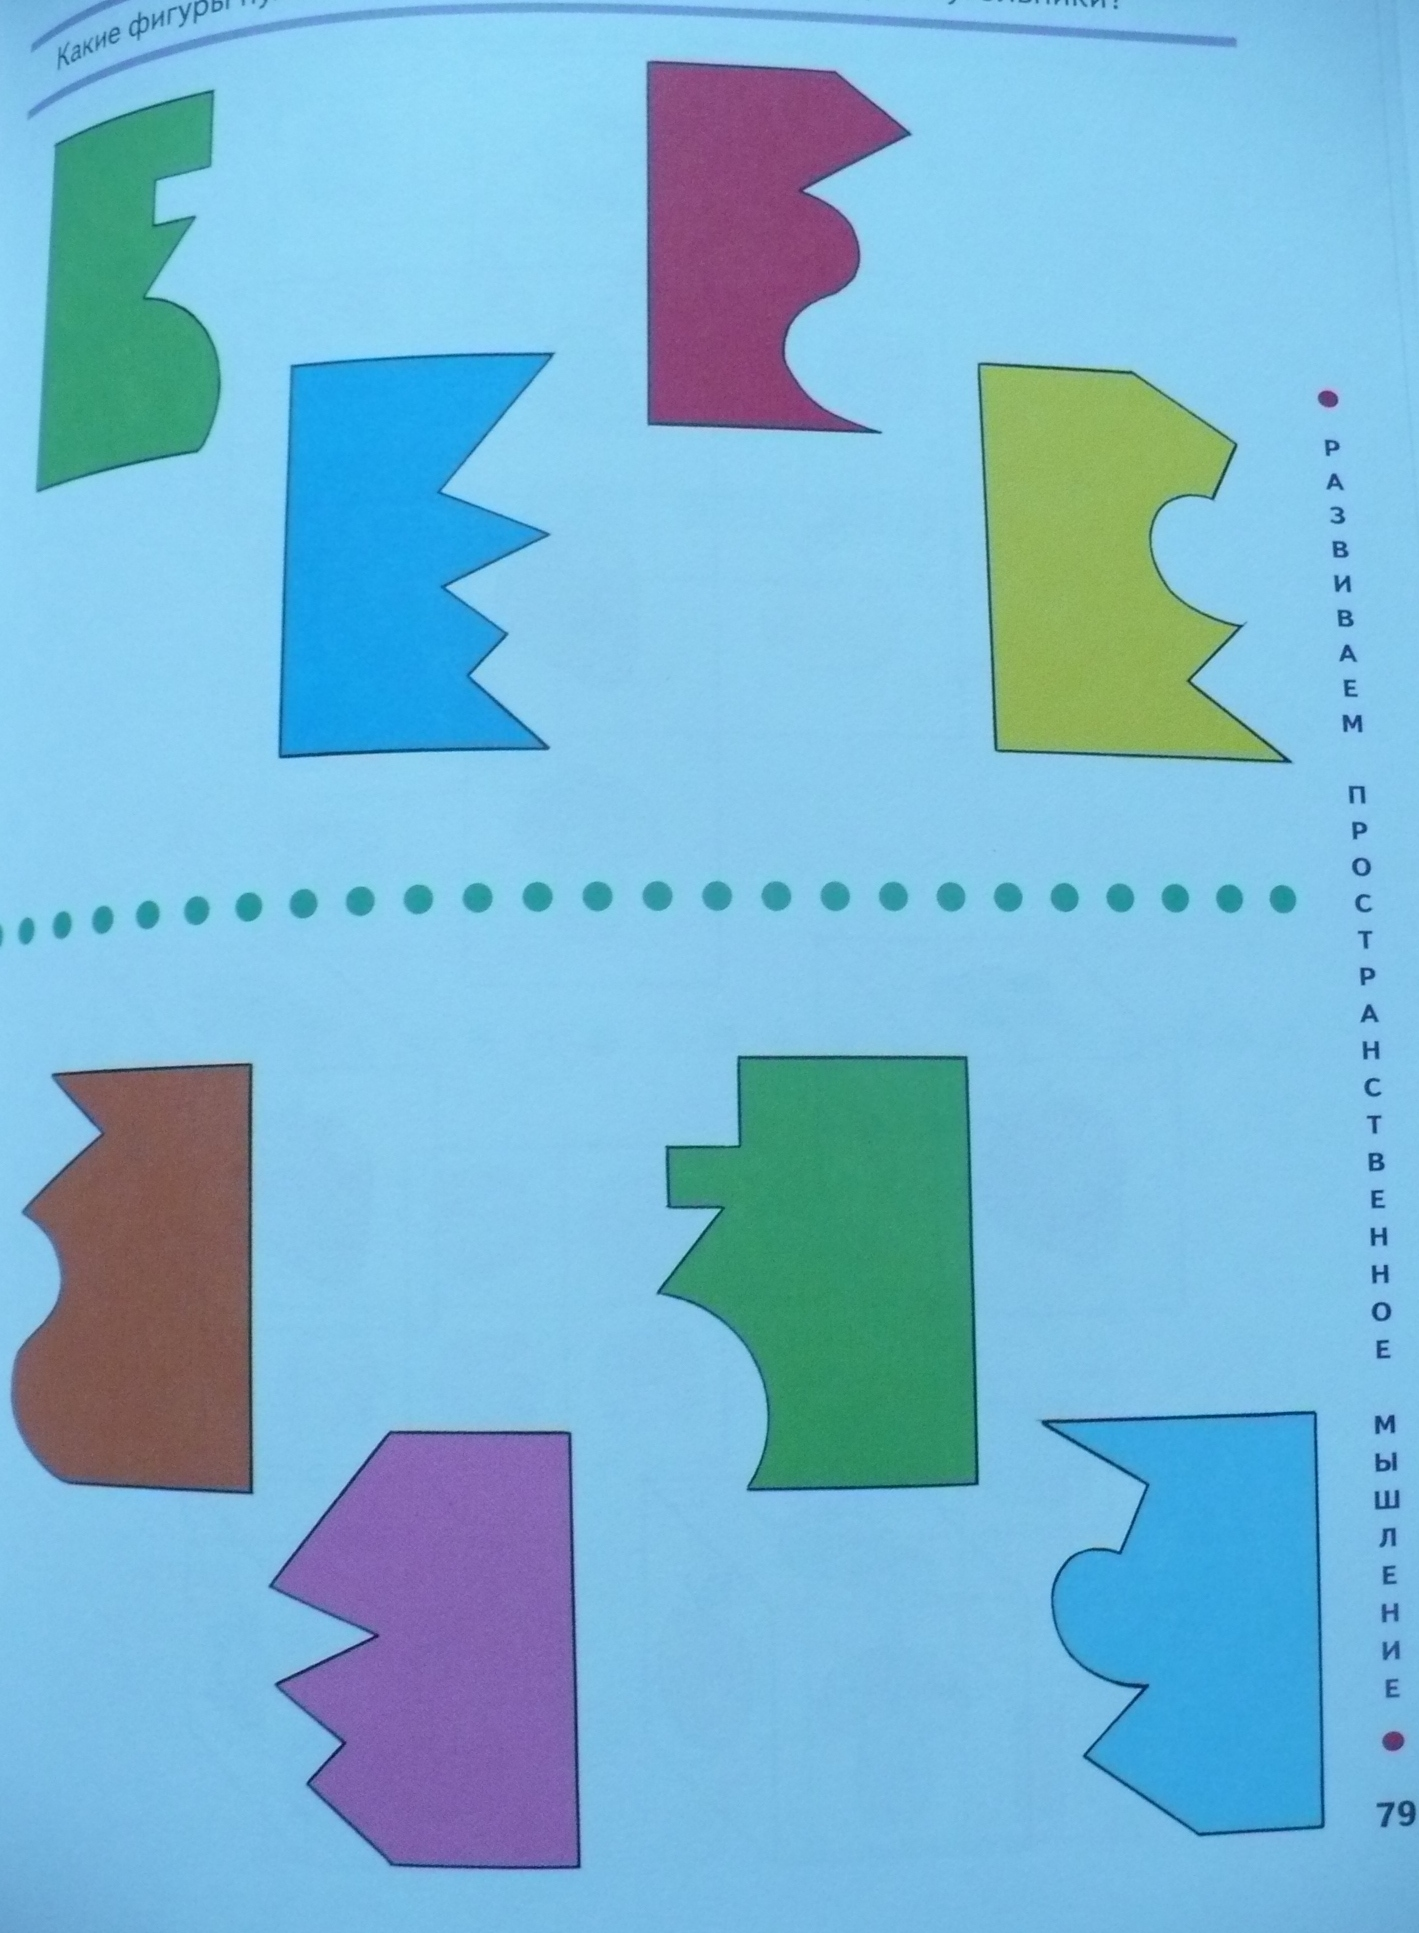 Какие фигуры
РАЗВИВАЕМ ПРОСТРАНСТВЕННОЕ МЫШЛЕНИЕ
79